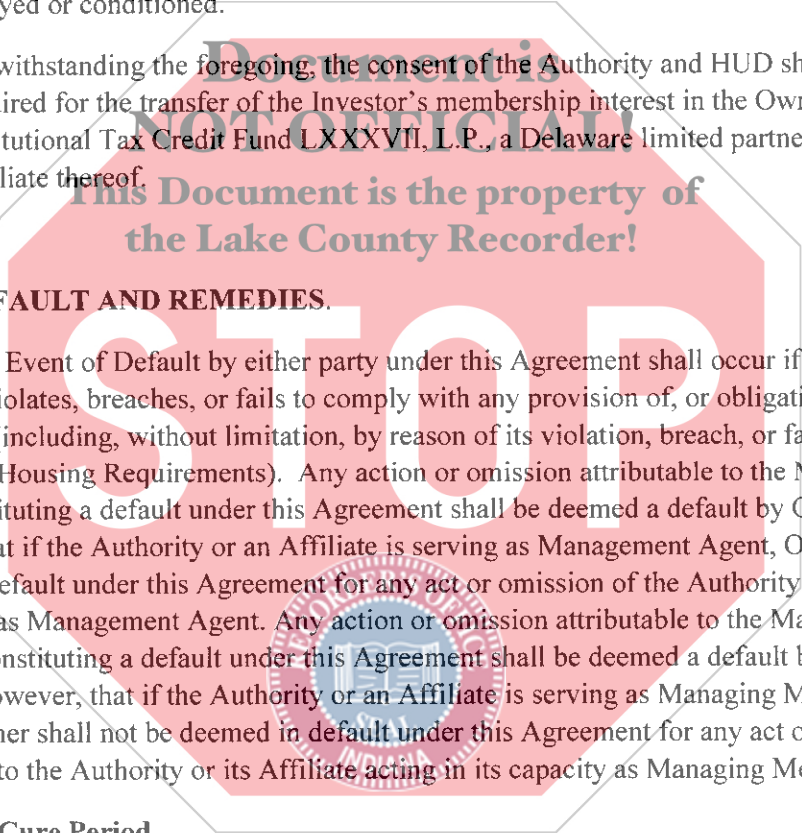 yed or conditioned.
withstanding the foregoing, the consent of the Authority and HUD sh
ired for the transfer of the Investor's membership interest in the Own
tutional Tax Credit Fund LXXXVII, L.P., a Delaware limited partne
liate thereof.
Document is
NOT OFFICIAL!
This Document is the property of
the Lake County Recorder!
FAULT AND REMEDIES.
STOP
Event of Default by either party under this Agreement shall occur if
iolates, breaches, or fails to comply with any provision of, or obligati
(including, without limitation, by reason of its violation, breach, or fa
Housing Requirements). Any action or omission attributable to the M
ituting a default under this Agreement shall be deemed a default by O
at if the Authority or an Affiliate is serving as Management Agent, O
efault under this Agreement for any act or omission of the Authority
as Management Agent. Any action or omission attributable to the Ma
onstituting a default under this Agreement shall be deemed a default b
owever, that if the Authority or an Affiliate is serving as Managing M
ner shall not be deemed in default under this Agreement for any act o
to the Authority or its Affiliate acting in its capacity as Managing Me
RECORDER'S OFFICE
SEAL
INDIANA
Cure Period